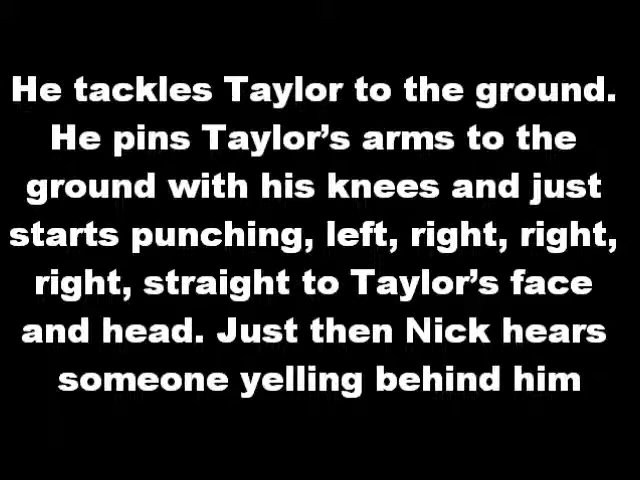 He tackles Taylor to the ground.
He pins Taylor’s arms to the
ground with his knees and just
starts punching, left, right, right,
right, straight to Taylor’s face
and head. Just then Nick hears
someone yelling behind him